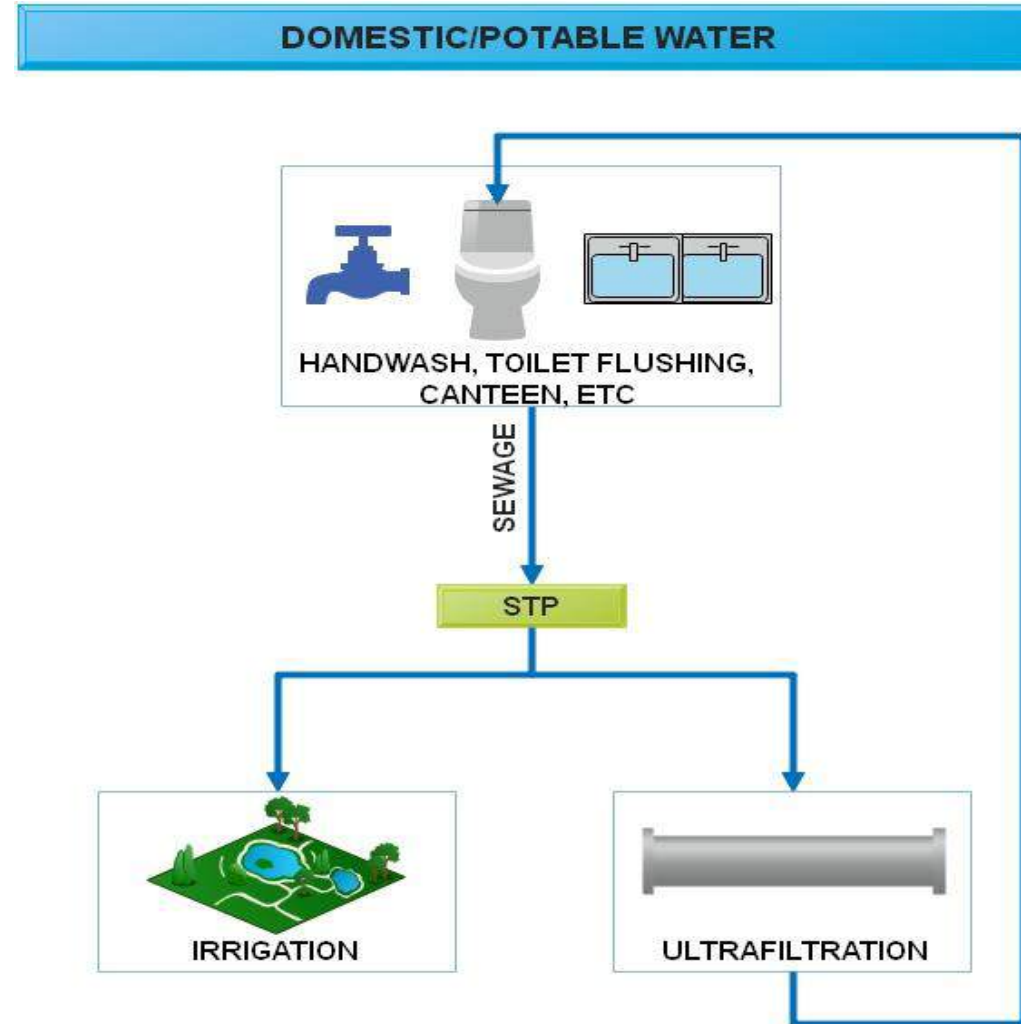 DOMESTIC/POTABLE WATER
HANDWASH, TOILET FLUSHING,
CANTEEN, ETC
SEWAGE
STP
IRRIGATION
ULTRAFILTRATION